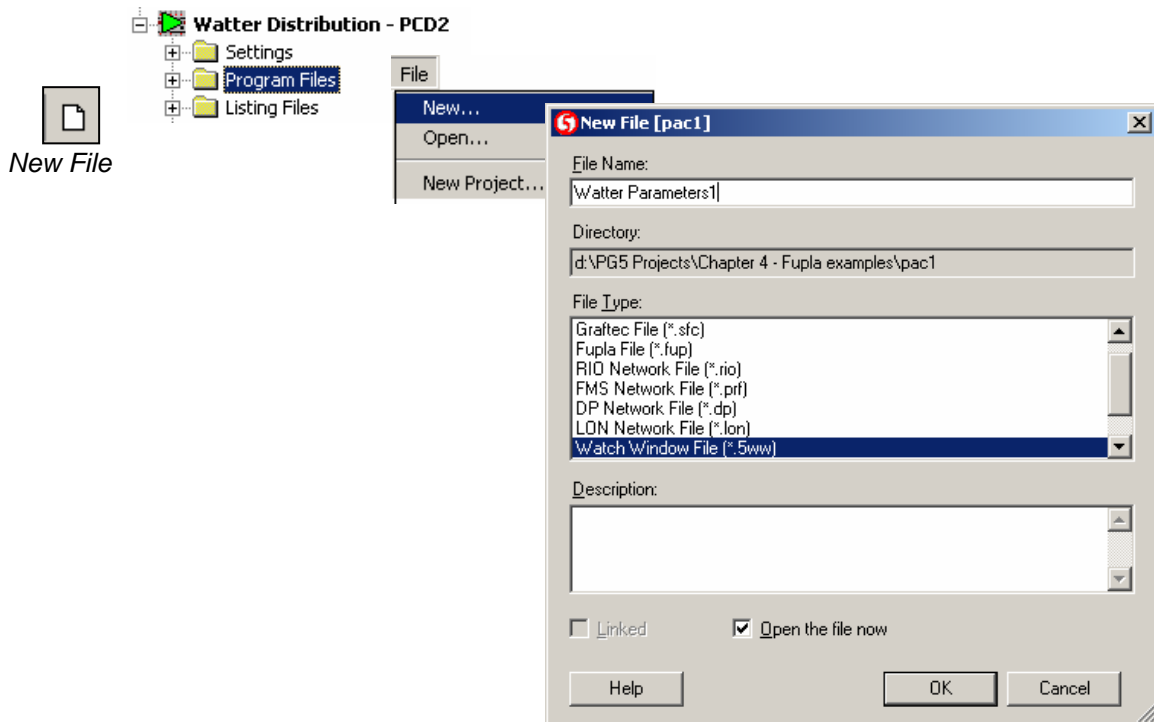 Watter Distribution - PCD2
Settings
Program Files
Listing Files
New File
File
New...
Open...
New Project...
New File [pac1]
File Name:
Watter Parameters1
Directory:
d:\PG5 Projects\Chapter 4 - Fupla examples\pac1
File Type:
Graftec File (*.sfc)
Fupla File (*.fup)
RIO Network File (*.rio)
FMS Network File (*.prf)
DP Network File (*.dp)
LON Network File (*.lon)
Watch Window File (*.5ww)
Description:
Linked
Open the file now
Help
OK
Cancel